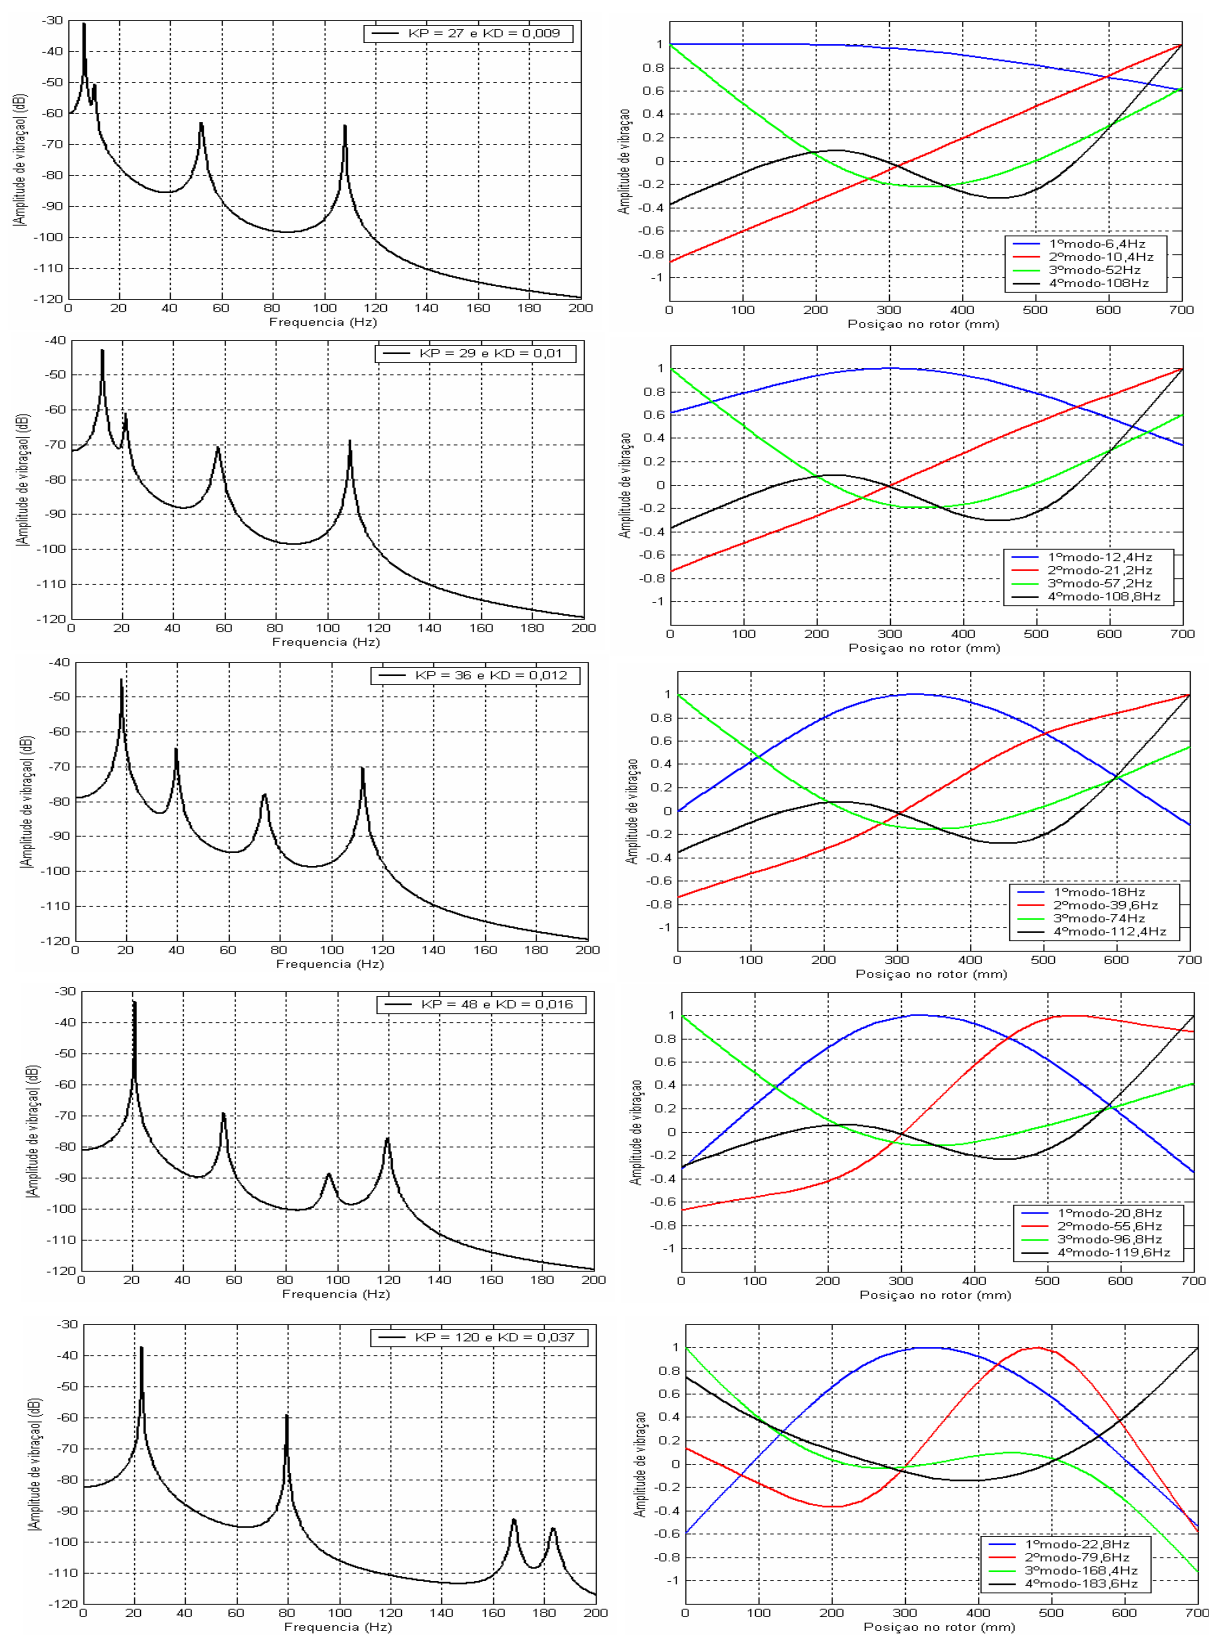 KP = 27 e KD = 0,009
|Amplitude de vibraçao| (dB)
-30
-40
-50
-60
-70
-80
-90
-100
-110
-120
0 20 40 60 80 100 120 140 160 180 200
Frequencia (Hz)
Amplitude de vibraçao
1
0.8
0.6
0.4
0.2
0
-0.2
-0.4
-0.6
-0.8
-1
1ºmodo-6,4Hz
2ºmodo-10,4Hz
3ºmodo-52Hz
4ºmodo-108Hz
0 100 200 300 400 500 600 700
Posiçao no rotor (mm)
KP = 29 e KD = 0,01
|Amplitude de vibraçao| (dB)
-40
-50
-60
-70
-80
-90
-100
-110
-120
0 20 40 60 80 100 120 140 160 180 200
Frequencia (Hz)
Amplitude de vibraçao
1
0.8
0.6
0.4
0.2
0
-0.2
-0.4
-0.6
-0.8
-1
1ºmodo-12,4Hz
2ºmodo-21,2Hz
3ºmodo-57,2Hz
4ºmodo-108,8Hz
0 100 200 300 400 500 600 700
Posiçao no rotor (mm)
KP = 36 e KD = 0,012
|Amplitude de vibraçao| (dB)
-40
-50
-60
-70
-80
-90
-100
-110
-120
0 20 40 60 80 100 120 140 160 180 200
Frequencia (Hz)
Amplitude de vibraçao
1
0.8
0.6
0.4
0.2
0
-0.2
-0.4
-0.6
-0.8
-1
1ºmodo-18Hz
2ºmodo-39,6Hz
3ºmodo-74Hz
4ºmodo-112,4Hz
0 100 200 300 400 500 600 700
Posiçao no rotor (mm)
KP = 48 e KD = 0,016
|Amplitude de vibraçao| (dB)
-30
-40
-50
-60
-70
-80
-90
-100
-110
-120
0 20 40 60 80 100 120 140 160 180 200
Frequencia (Hz)
Amplitude de vibraçao
1
0.8
0.6
0.4
0.2
0
-0.2
-0.4
-0.6
-0.8
-1
1ºmodo-20,8Hz
2ºmodo-55,6Hz
3ºmodo-96,8Hz
4ºmodo-119,6Hz
0 100 200 300 400 500 600 700
Posiçao no rotor (mm)
KP = 120 e KD = 0,037
|Amplitude de vibraçao| (dB)
-30
-40
-50
-60
-70
-80
-90
-100
-110
-120
0 20 40 60 80 100 120 140 160 180 200
Frequencia (Hz)
Amplitude de vibraçao
1
0.8
0.6
0.4
0.2
0
-0.2
-0.4
-0.6
-0.8
-1
1ºmodo-22,8Hz
2ºmodo-79,6Hz
3ºmodo-168,4Hz
4ºmodo-183,6Hz
0 100 200 300 400 500 600 700
Posiçao no rotor (mm)